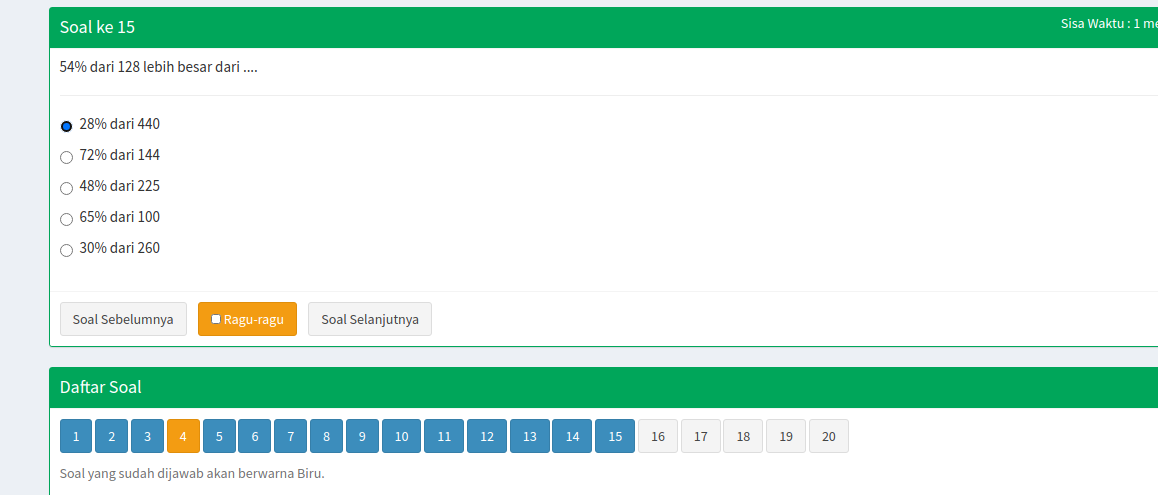 Soal ke 15
Sisa Waktu : 1
54% dari 128 lebih besar dari ....
28% dari 440
72% dari 144
48% dari 225
65% dari 100
30% dari 260
Soal Sebelumnya
Ragu-ragu
Soal Selanjutnya
Daftar Soal
1 2 3 4 5 6 7 8 9 10 11 12 13 14 15 16 17 18 19 20
Soal yang sudah dijawab akan berwarna Biru.